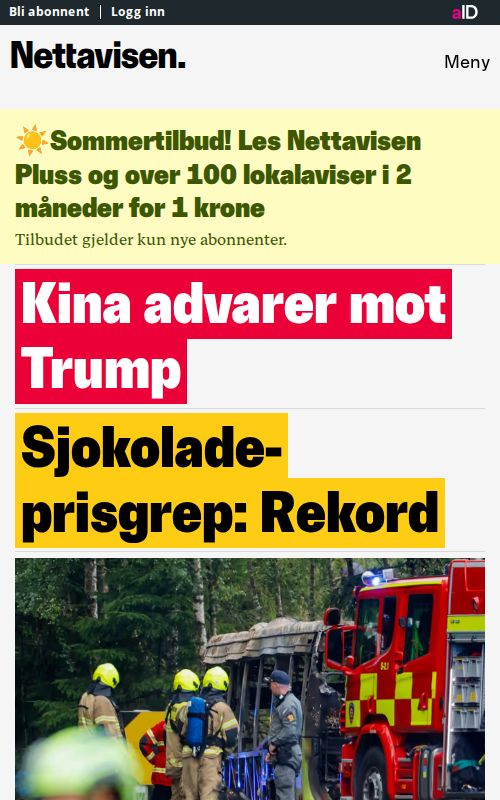 Bli abonnent | Logg inn
aID
Nettavisen.
Meny
☀️Sommertilbud! Les Nettavisen
Pluss og over 100 lokalaviser i 2
måneder for 1 krone
Tilbudet gjelder kun nye abonnenter.
Kina advarer mot
Trump
Sjokolade-
prisgrep: Rekord